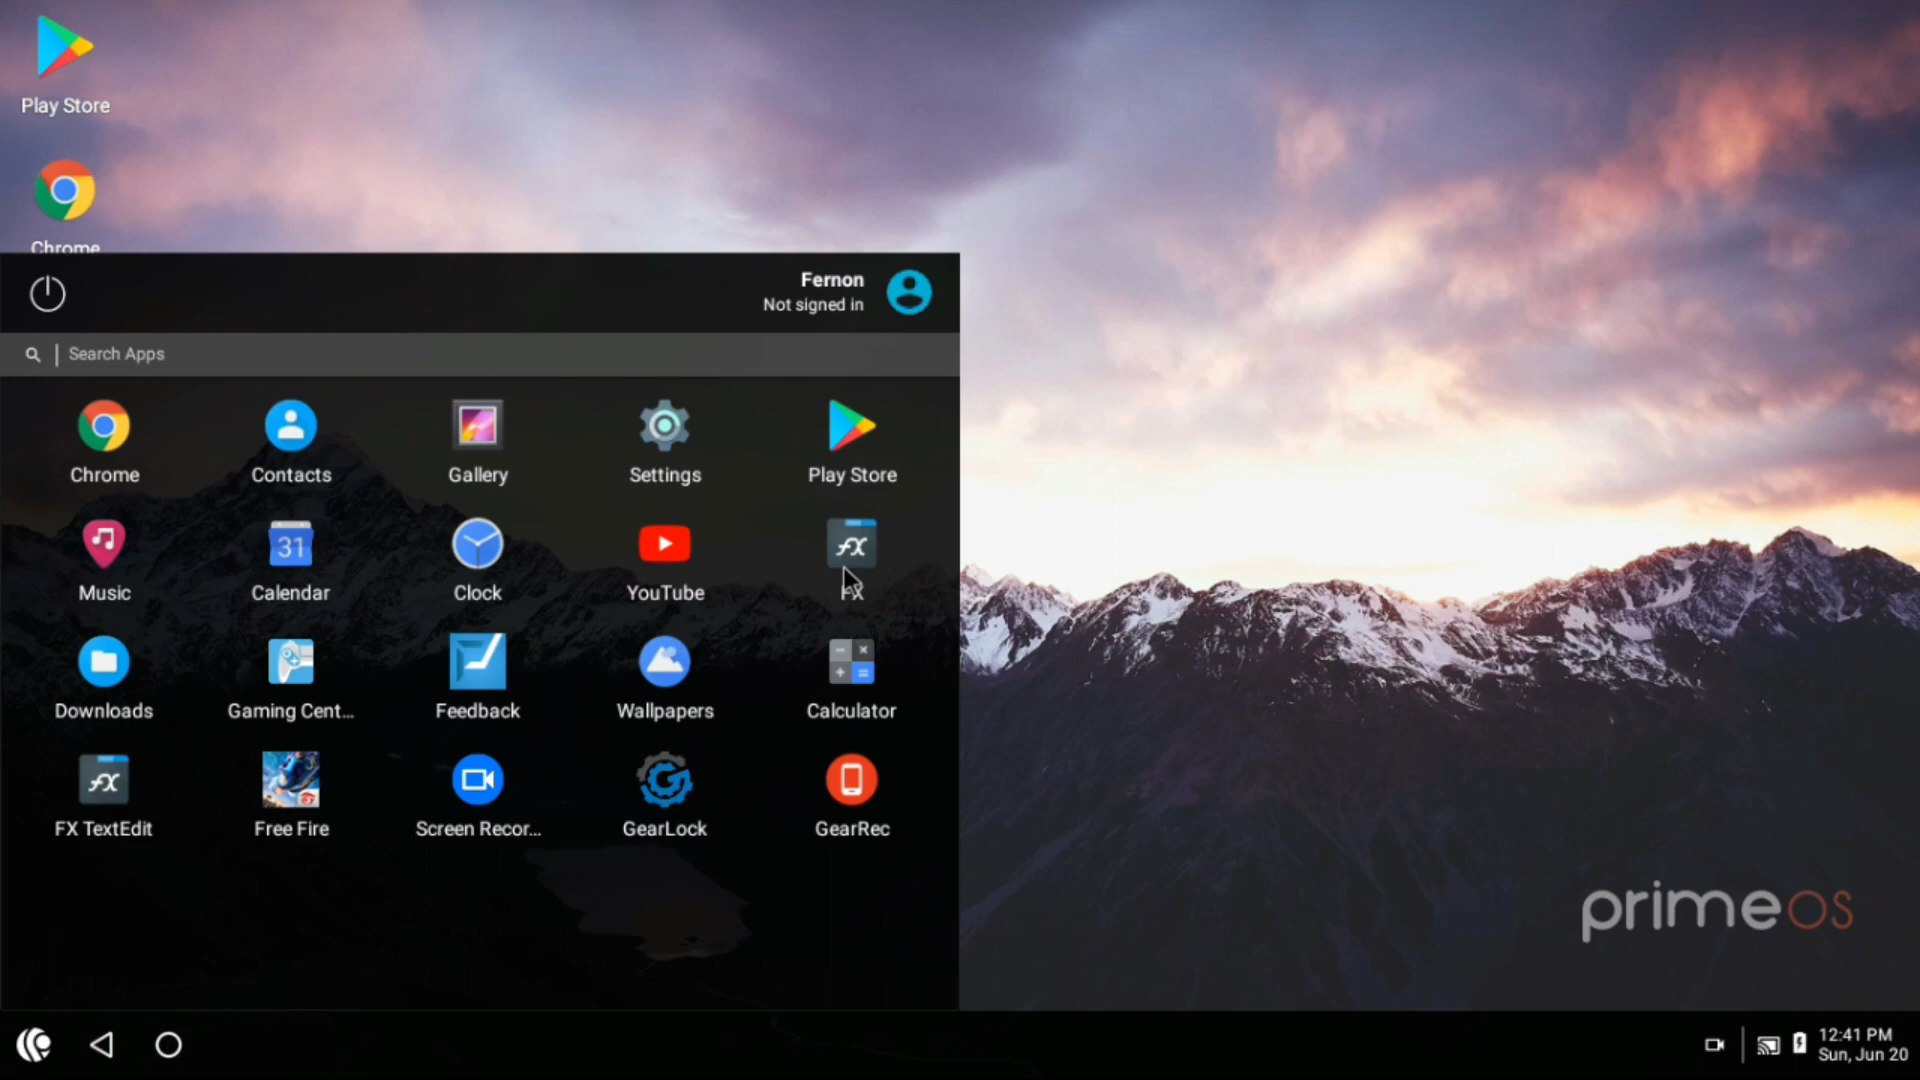 Play Store
Chrome
Fernon
Not signed in
Search Apps
Chrome
Contacts
Gallery
Settings
Play Store
Music
31
Calendar
Clock
YouTube
FX
FX
Downloads
Gaming Cent...
Feedback
Wallpapers
Calculator
FX
FX TextEdit
Free Fire
Screen Recor...
GearLock
GearRec
primeOS
12:41 PM
Sun, Jun 20